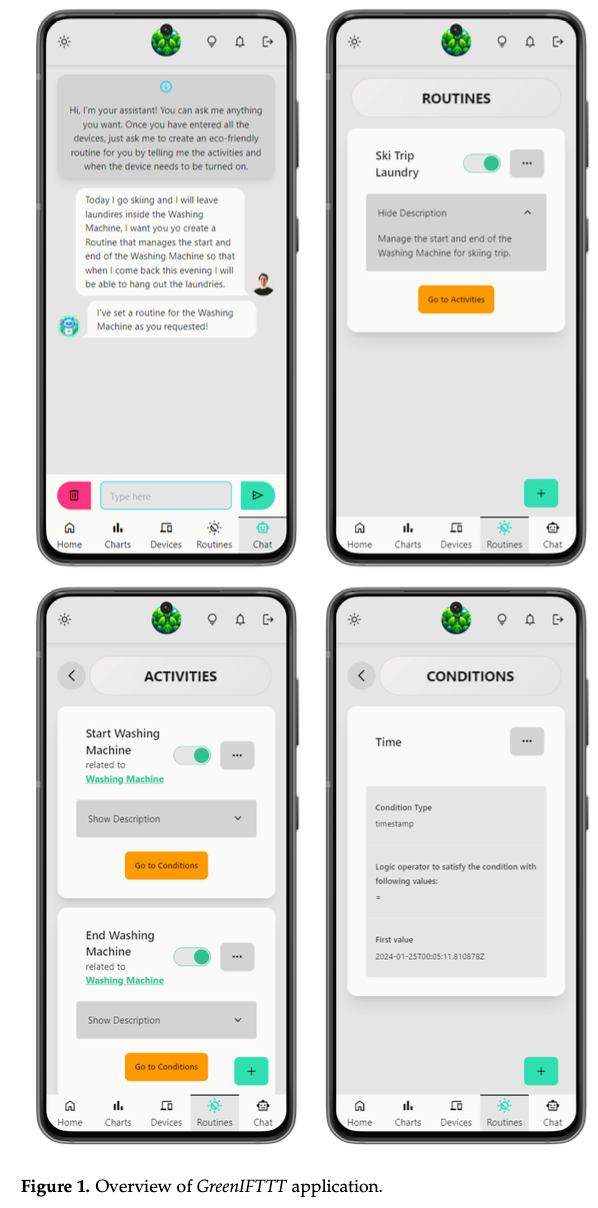 Hi, I'm your assistant! You can ask me anything
you want. Once you have entered all the
devices, just ask me to create an eco-friendly
routine for you by telling me the activities and
when the device needs to be turned on.
Today I go skiing and I will leave
laundires inside the Washing
Machine, I want you yo create a
Routine that manages the start and
end of the Washing Machine so that
when I come back this evening I will
be able to hang out the laundries.
I've set a routine for the Washing
Machine as you requested!
Type here
Home Charts Devices Routines Chat
ROUTINES
Ski Trip
Laundry
Hide Description
Manage the start and end of the
Washing Machine for skiing trip.
Go to Activities
+
Home Charts Devices Routines Chat
ACTIVITIES
Start Washing
Machine
related to
Washing Machine
Show Description
Go to Conditions
End Washing
Machine
related to
Washing Machine
Show Description
Go to Conditions
+
Home Charts Devices Routines Chat
CONDITIONS
Time
Condition Type
timestamp
Logic operator to satisfy the condition with
following values:
=
First value
2024-01-25T00:05:11.810878Z
+
Home Charts Devices Routines Chat
Figure 1. Overview of GreenIFTTT application.